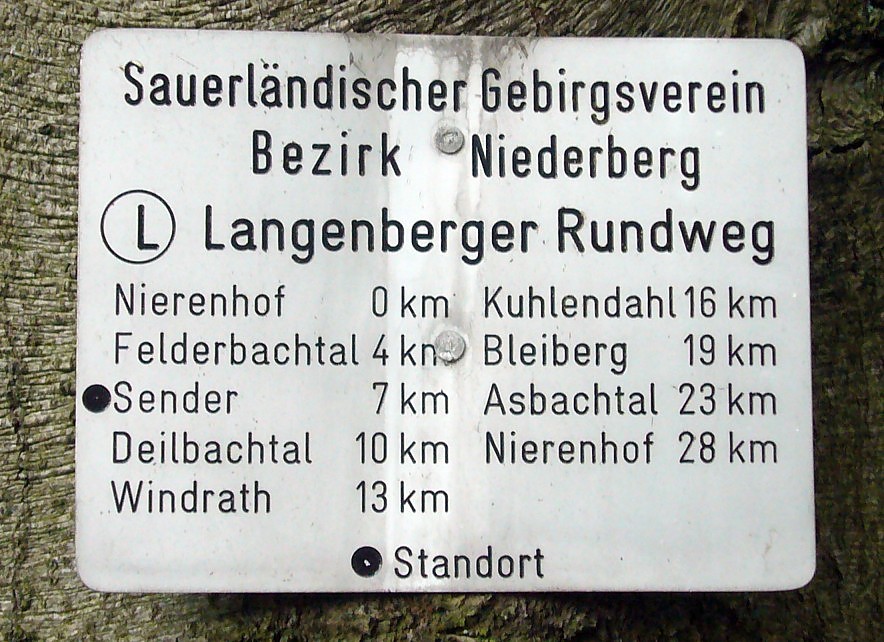 Sauerländischer Gebirgsverein
Bezirk Niederberg
L Langenberger Rundweg
Nierenhof 0 km
Felderbachtal 4 km
Sender 7 km
Deilbachtal 10 km
Windrath 13 km
Kuhlendahl 16 km
Bleiberg 19 km
Asbachtal 23 km
Nierenhof 28 km
Standort